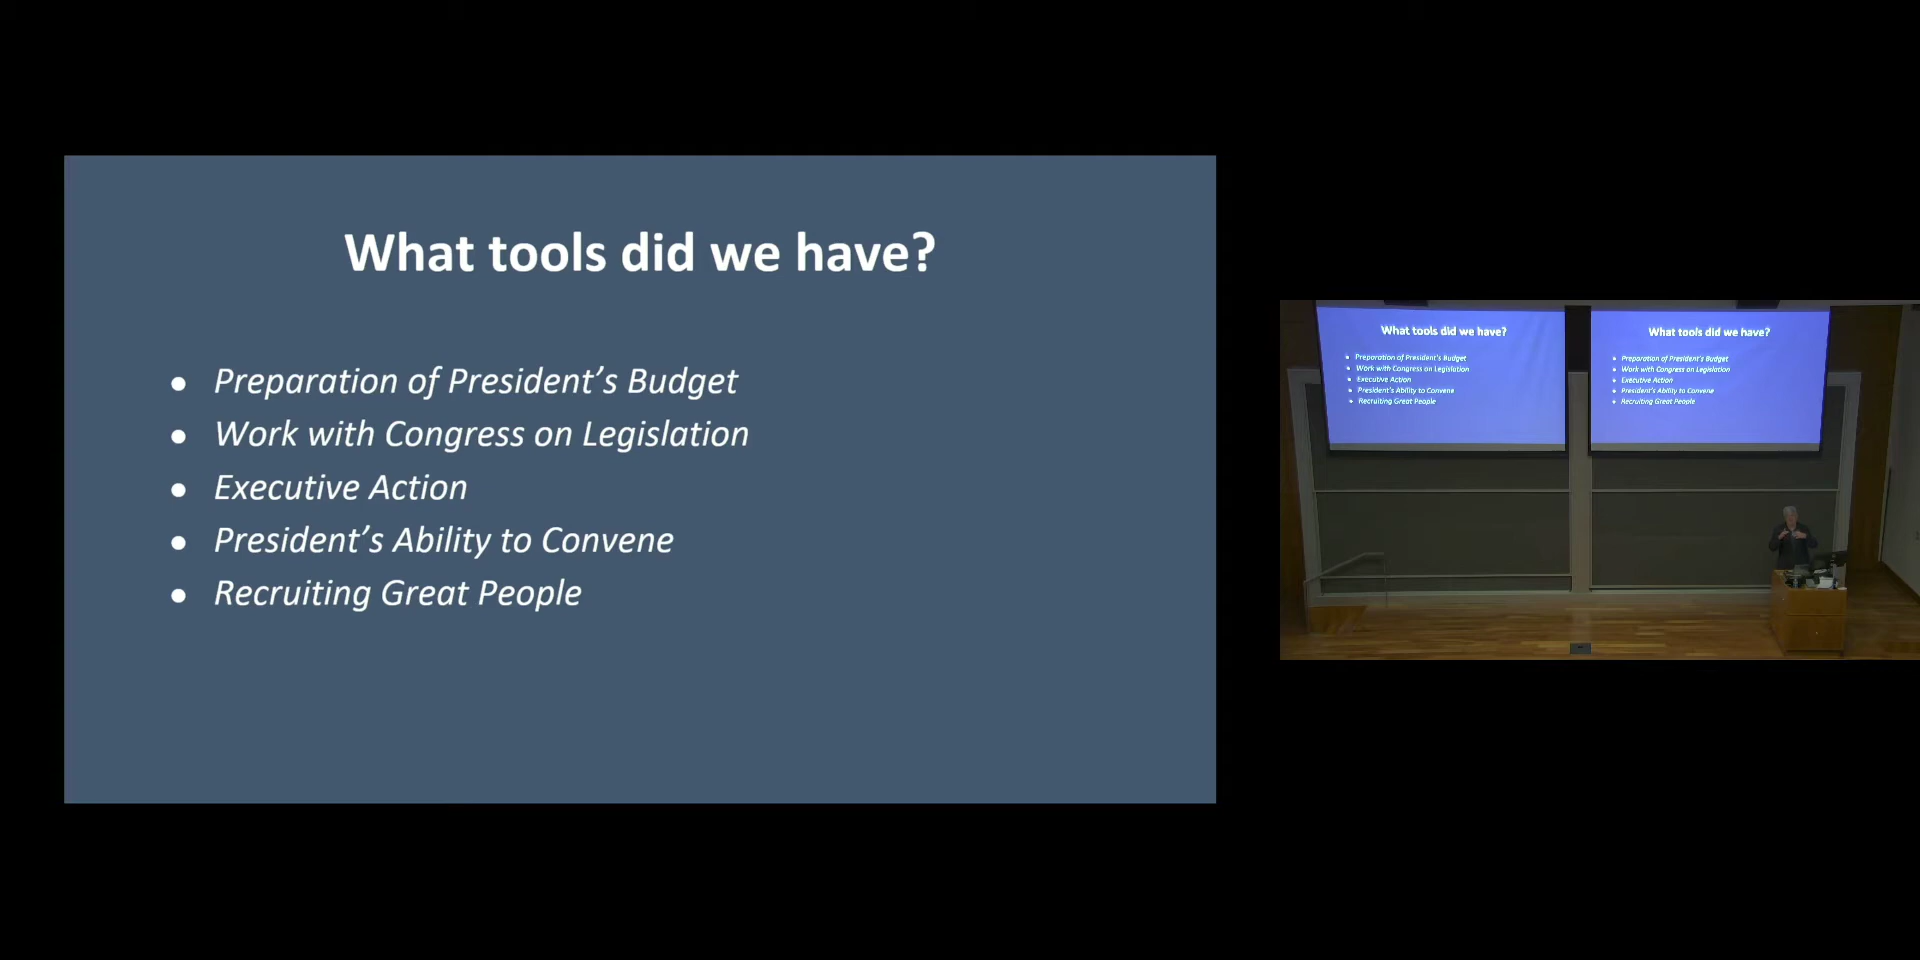 What tools did we have?
● Preparation of President's Budget
● Work with Congress on Legislation
● Executive Action
● President's Ability to Convene
● Recruiting Great People
What tools did we have?
● Preparation of President's Budget
● Work with Congress on Legislation
● Executive Action
● President's Ability to Convene
● Recruiting Great People
What tools did we have?
● Preparation of President's Budget
● Work with Congress on Legislation
● Executive Action
● President's Ability to Convene
● Recruiting Great People